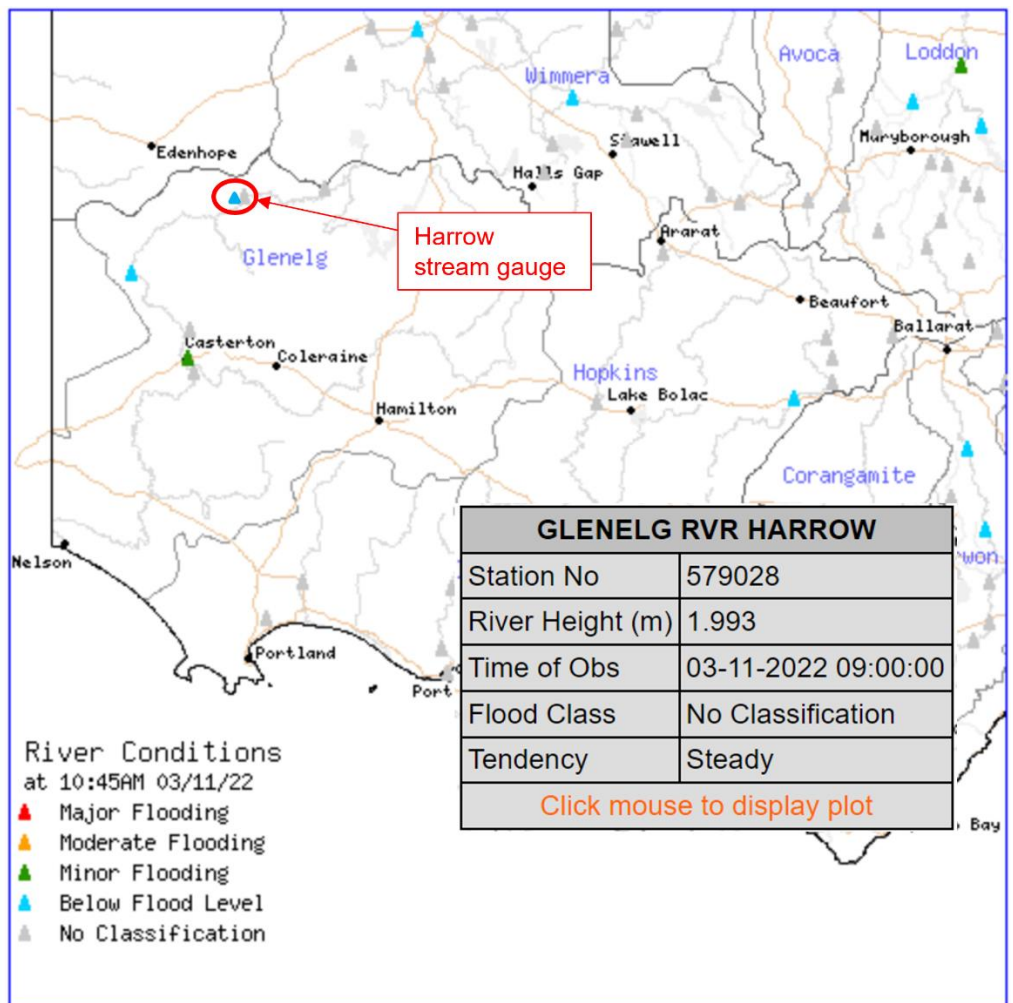 Avoca
Loddon
Wimmera
Maryborough
Stawell
Edenhope
Halls Gap
Harrow
stream gauge
Ararat
Glenelg
Beaufort
Ballarat
Casterton
Coleraine
Hopkins
Lake Bolac
Hamilton
Corangamite
GLENELG RVR HARROW
Station No 579028
River Height (m) 1.993
Time of Obs 03-11-2022 09:00:00
Flood Class No Classification
Tendency Steady
Click mouse to display plot
won
Nelson
Portland
Port
Bay
River Conditions
at 10:45AM 03/11/22
Major Flooding
Moderate Flooding
Minor Flooding
Below Flood Level
No Classification